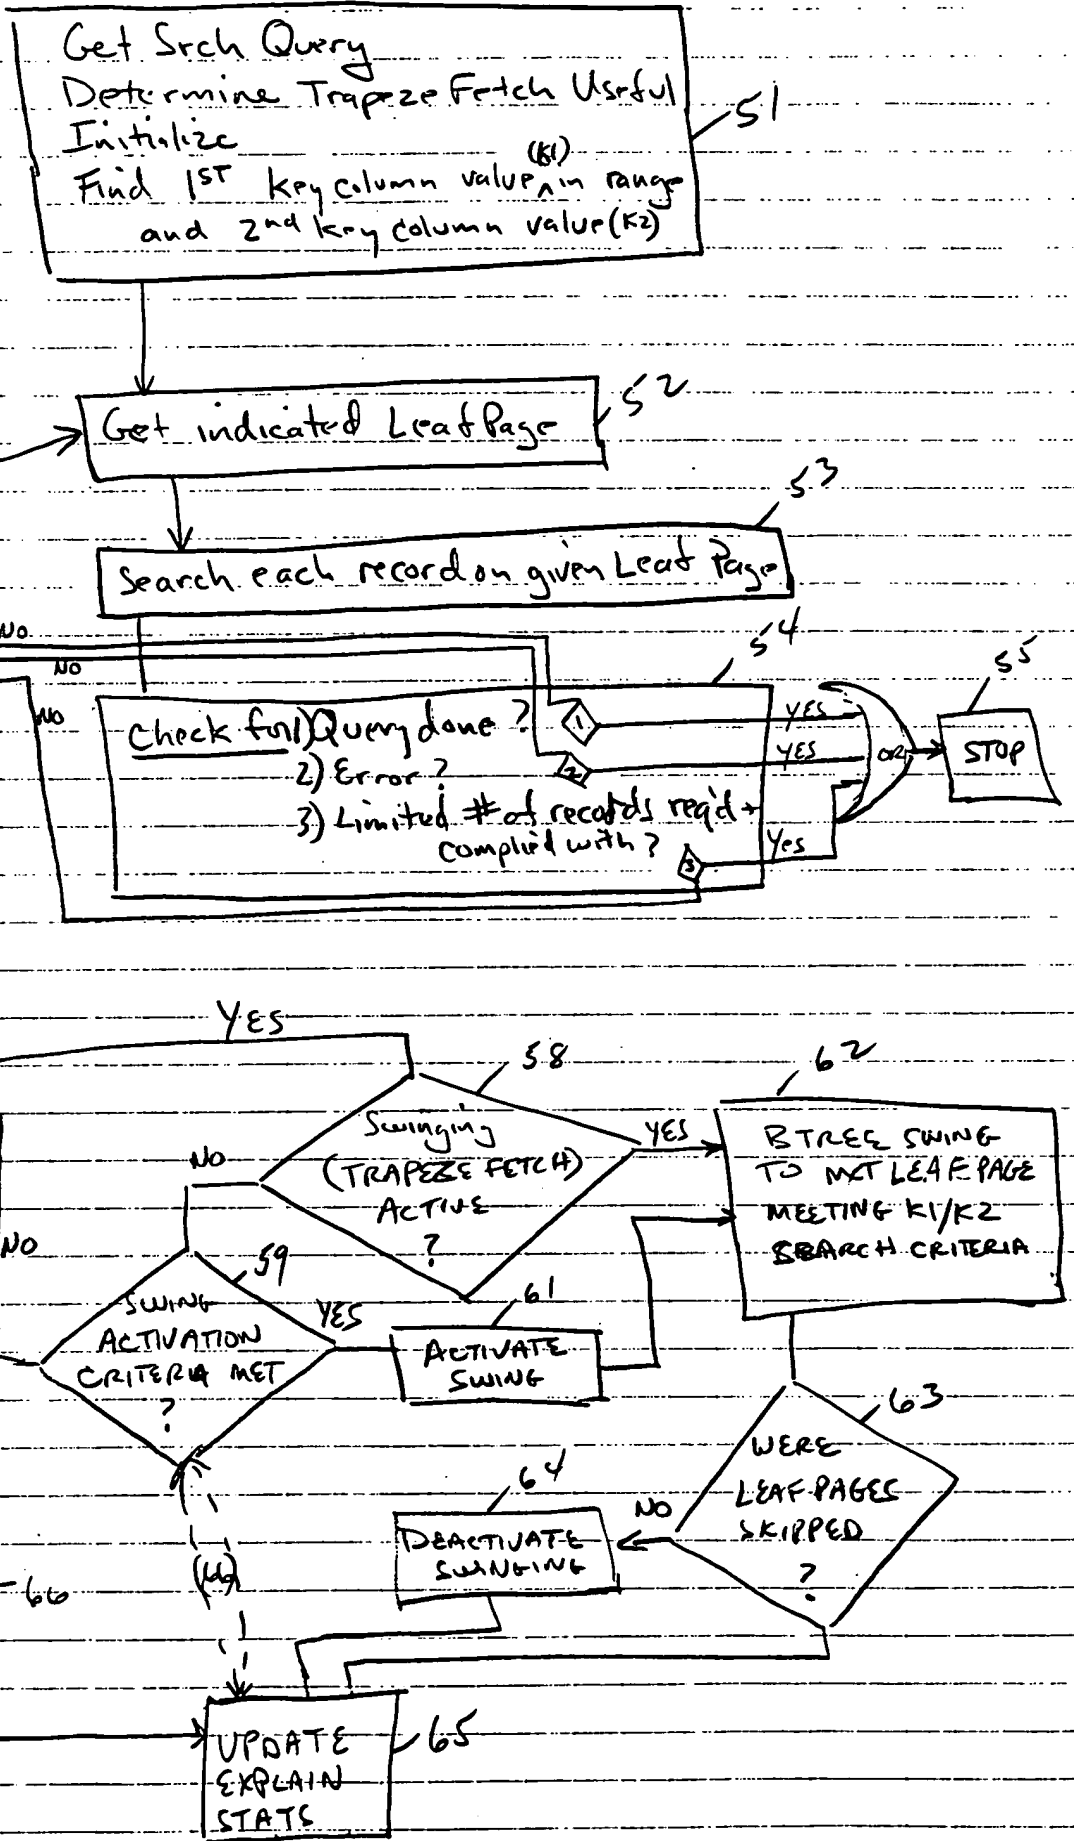 Get Srch Query
Determine Trapeze Fetch Useful
Initialize
Find 1ST key column value (K1) in range
and 2nd key column value (K2)
51
Get indicated Leaf Page
52
53
Search each record on given Leaf Page
54
55
NO
NO
NO
Check for 1) Query done ?
2) Error ?
3) Limited # of records req'd +
complied with ?
1
2
3
YES
YES
Yes
OR
STOP
YES
58
62
Swinging
(TRAPEZE FETCH)
ACTIVE
?
NO
YES
BTREE SWING
TO NXT LEAF PAGE
MEETING K1/K2
SEARCH CRITERIA
NO
59
SWING
ACTIVATION
CRITERIA MET
?
YES
61
ACTIVATE
SWING
63
WERE
LEAF PAGES
SKIPPED
?
NO
64
DEACTIVATE
SWINGING
66
(66)
65
UPDATE
EXPLAIN
STATS